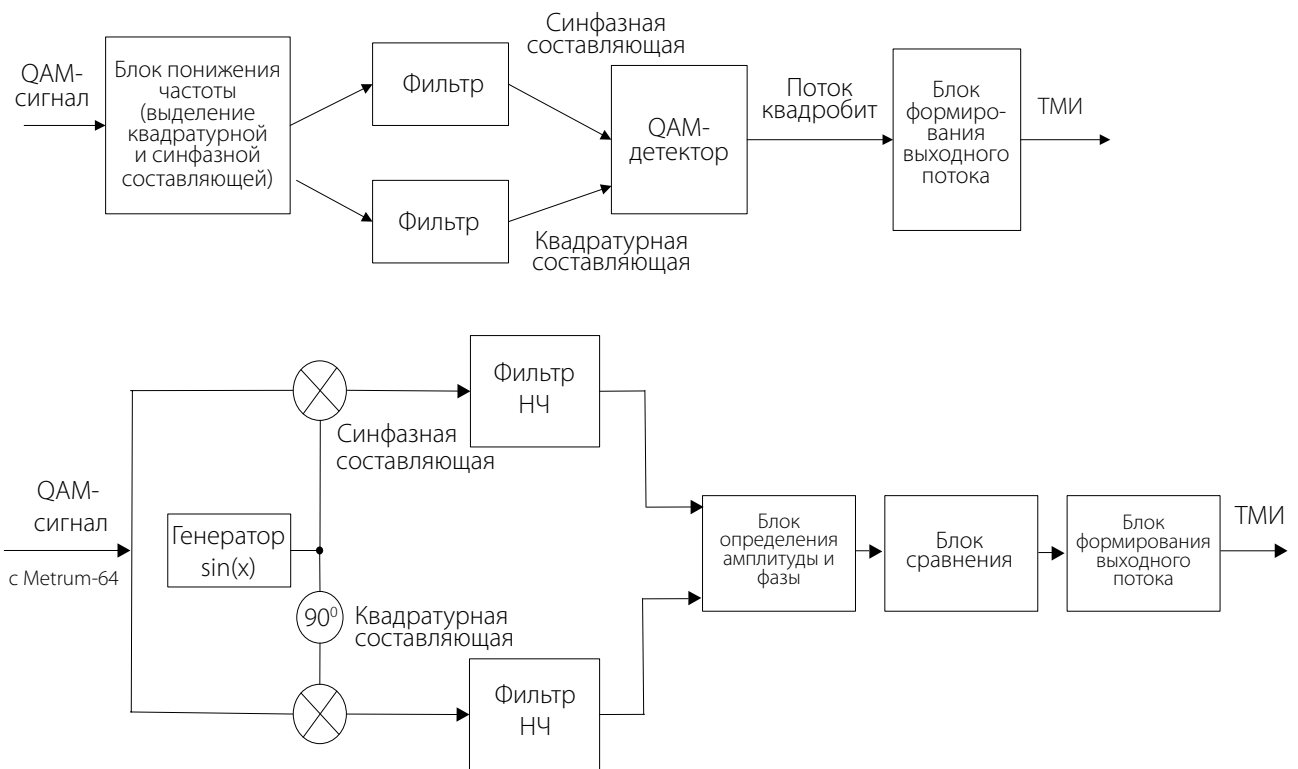 QAM-
сигнал
Блок понижения
частоты
(выделение
квадратурной
и синфазной
составляющей)
Фильтр
Фильтр
Синфазная
составляющая
Квадратурная
составляющая
QAM-
детектор
Поток
квадробит
Блок
формиро-
вания
выходного
потока
ТМИ
QAM-
сигнал
с Metrum-64
Генератор
sin(x)
90⁰
Синфазная
составляющая
Квадратурная
составляющая
Фильтр
НЧ
Фильтр
НЧ
Блок
определения
амплитуды и
фазы
Блок
сравнения
Блок
формирования
выходного
потока
ТМИ